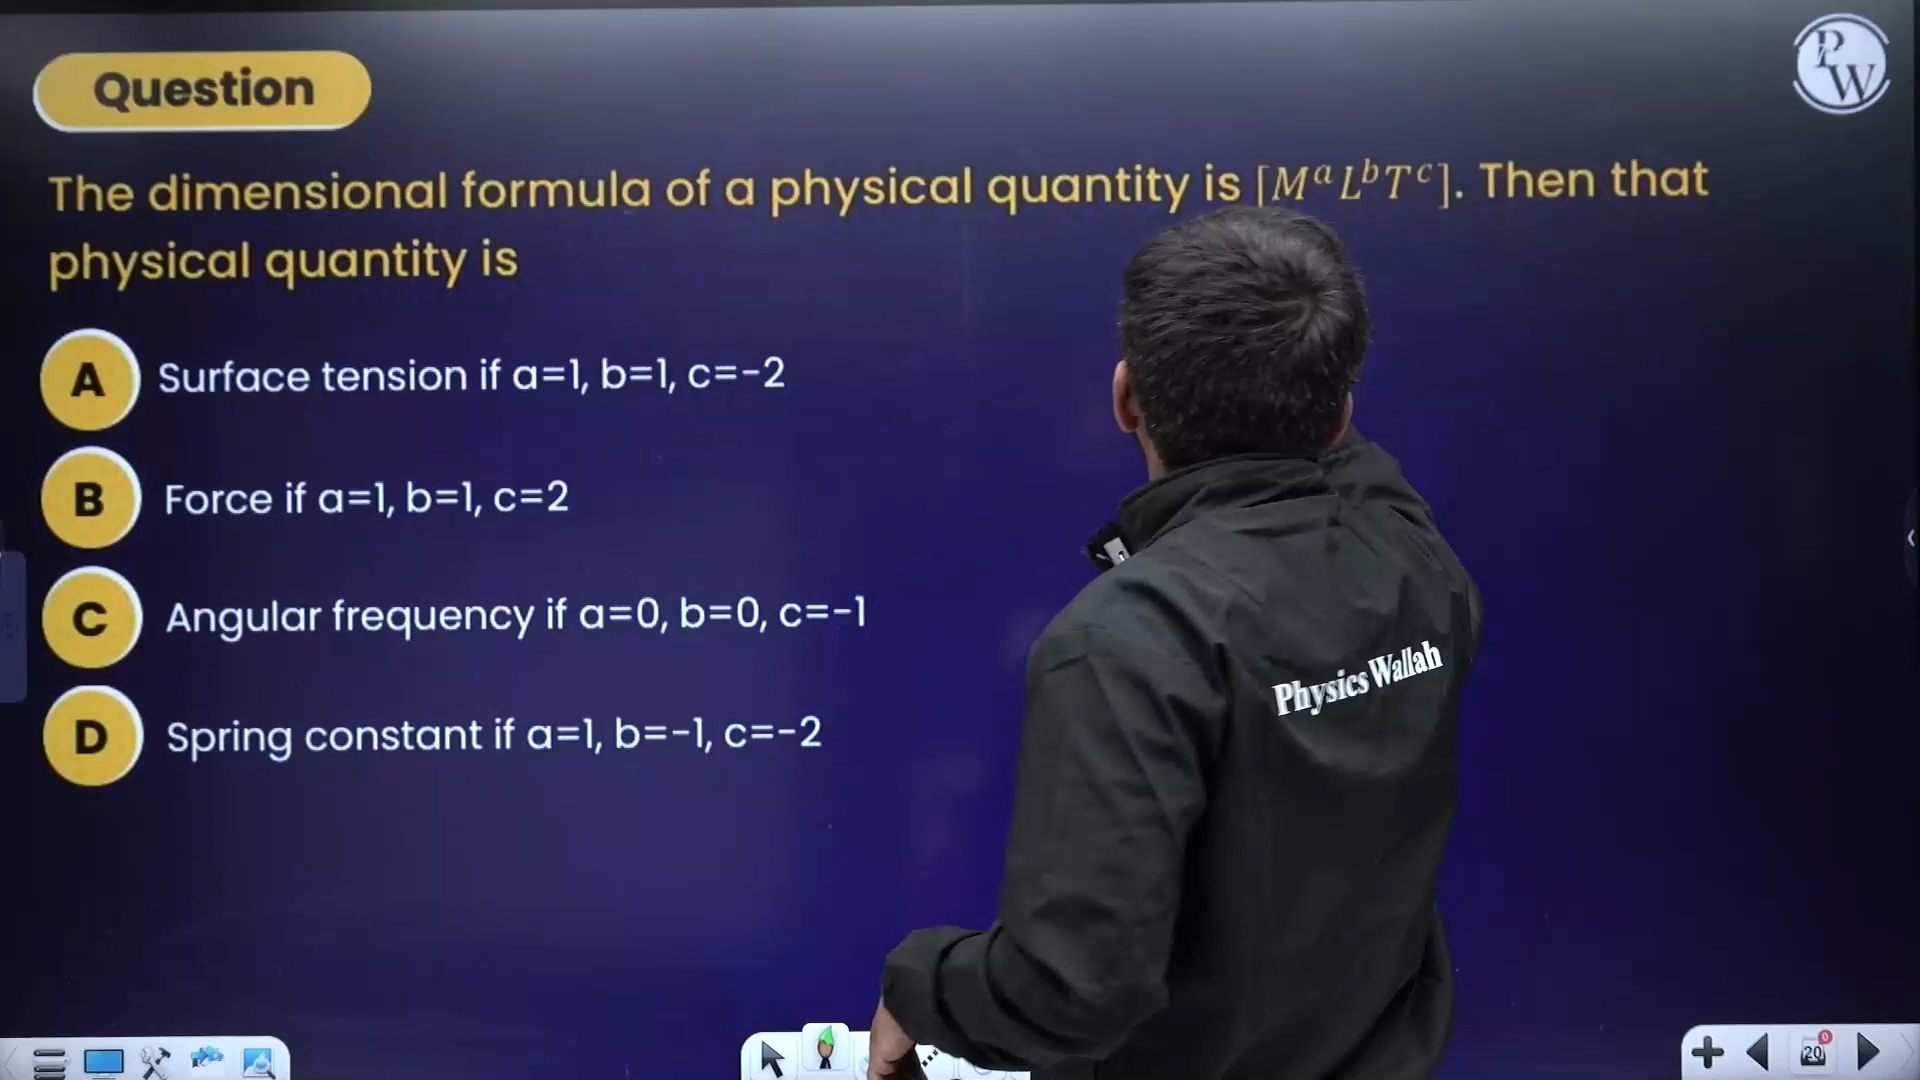 Question
PW
The dimensional formula of a physical quantity is [MᵃLᵇTᶜ]. Then that
physical quantity is
A Surface tension if a=1, b=1, c=-2
B Force if a=1, b=1, c=2
C Angular frequency if a=0, b=0, c=-1
D Spring constant if a=1, b=-1, c=-2
Physics Wallah
20
0